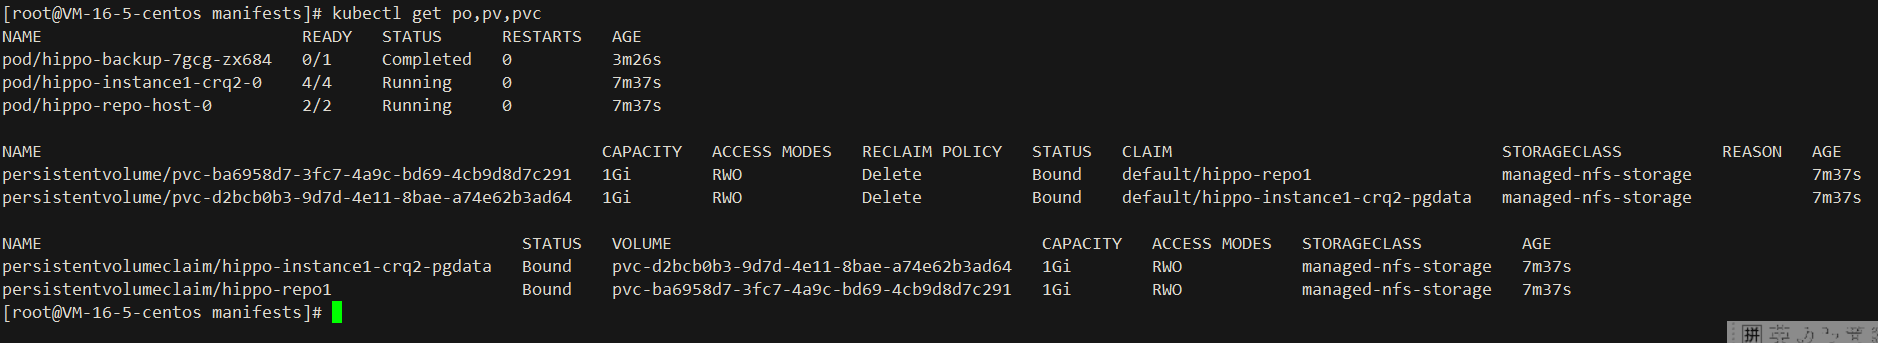 [root@VM-16-5-centos manifests]# kubectl get po,pv,pvc
NAME READY STATUS RESTARTS AGE
pod/hippo-backup-7gcg-zx684 0/1 Completed 0 3m26s
pod/hippo-instance1-crq2-0 4/4 Running 0 7m37s
pod/hippo-repo-host-0 2/2 Running 0 7m37s
NAME CAPACITY ACCESS MODES RECLAIM POLICY STATUS CLAIM STORAGECLASS REASON AGE
persistentvolume/pvc-ba6958d7-3fc7-4a9c-bd69-4cb9d8d7c291 1Gi RWO Delete Bound default/hippo-repo1 managed-nfs-storage 7m37s
persistentvolume/pvc-d2bcb0b3-9d7d-4e11-8bae-a74e62b3ad64 1Gi RWO Delete Bound default/hippo-instance1-crq2-pgdata managed-nfs-storage 7m37s
NAME STATUS VOLUME CAPACITY ACCESS MODES STORAGECLASS AGE
persistentvolumeclaim/hippo-instance1-crq2-pgdata Bound pvc-d2bcb0b3-9d7d-4e11-8bae-a74e62b3ad64 1Gi RWO managed-nfs-storage 7m37s
persistentvolumeclaim/hippo-repo1 Bound pvc-ba6958d7-3fc7-4a9c-bd69-4cb9d8d7c291 1Gi RWO managed-nfs-storage 7m37s
[root@VM-16-5-centos manifests]#
拼